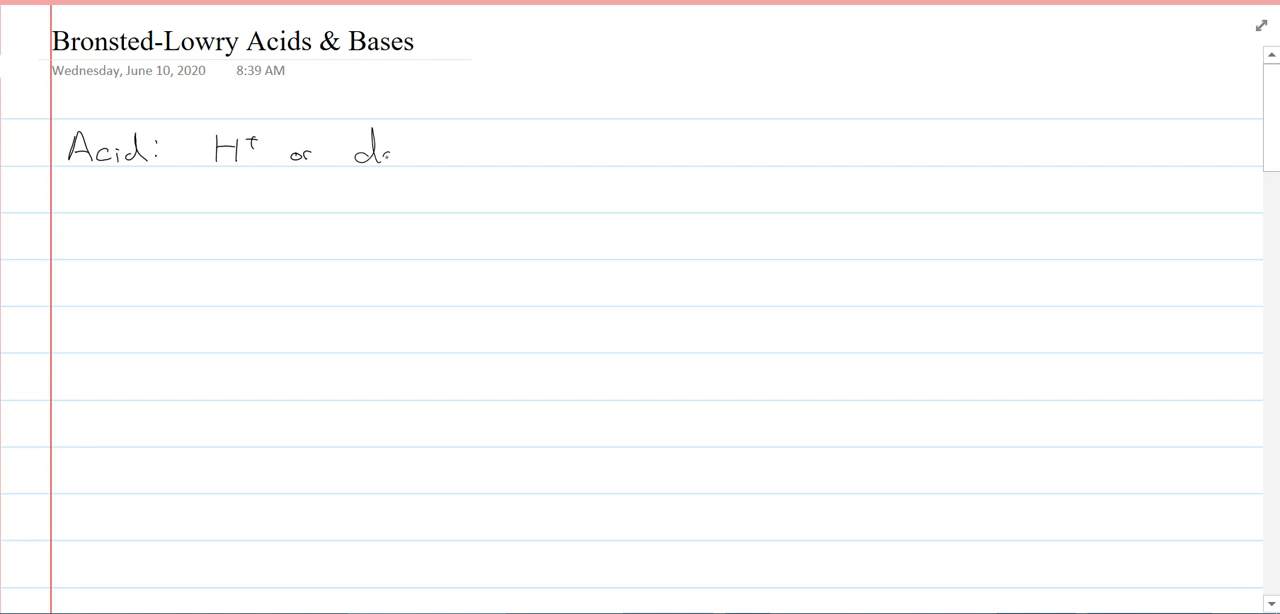 Bronsted-Lowry Acids & Bases
Wednesday, June 10, 2020 8:39 AM
Acid: H⁺ or